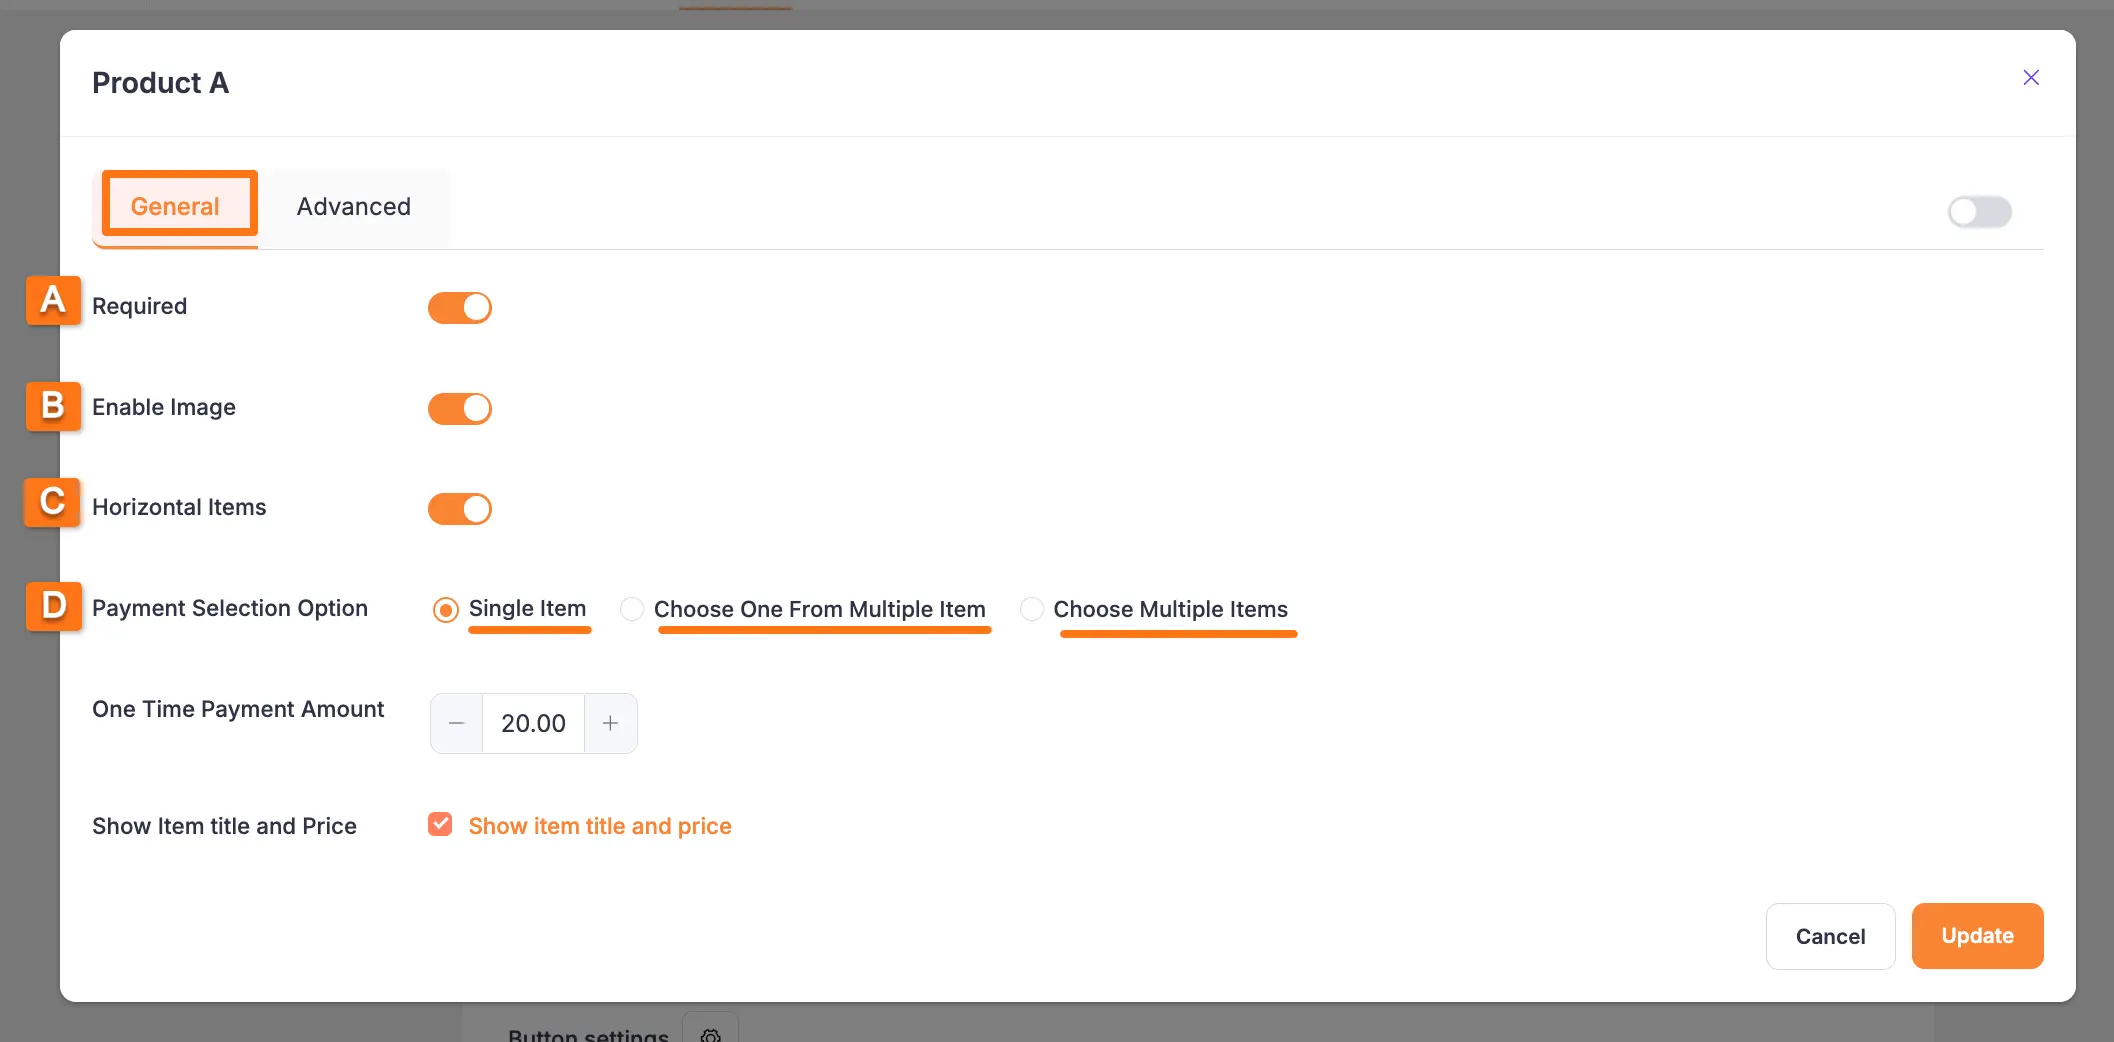 Product A
General Advanced
A Required
B Enable Image
C Horizontal Items
D Payment Selection Option Single Item Choose One From Multiple Item Choose Multiple Items
One Time Payment Amount − 20.00 +
Show Item title and Price Show item title and price
Cancel Update
Button settings